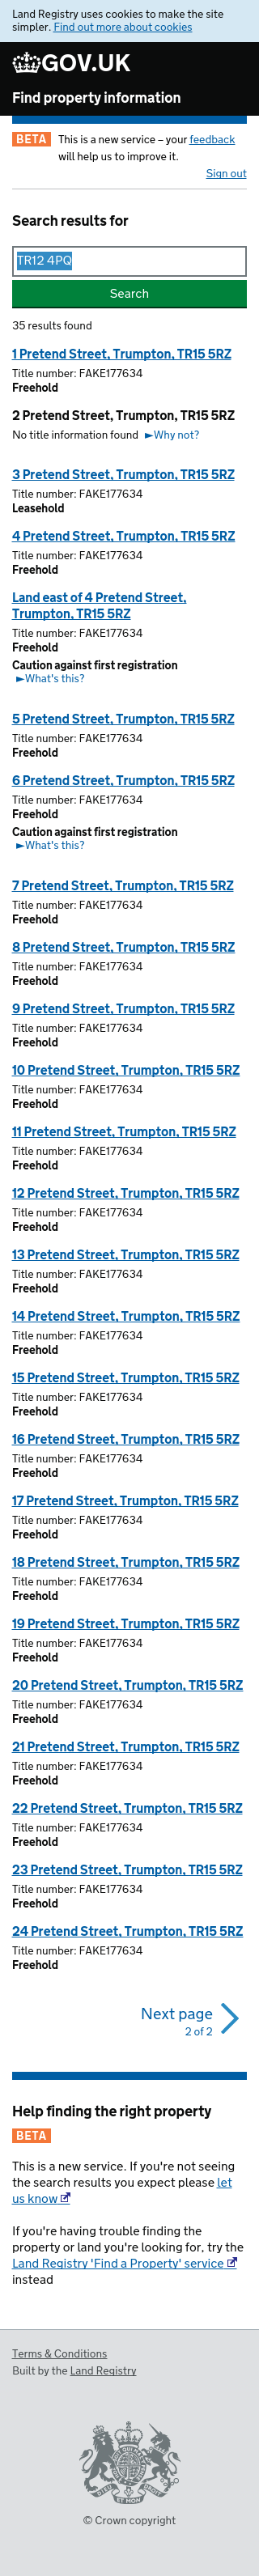 Land Registry uses cookies to make the site
simpler. Find out more about cookies
GOV.UK
Find property information
BETA This is a new service – your feedback
will help us to improve it.
Sign out
Search results for
TR12 4PQ
Search
35 results found
1 Pretend Street, Trumpton, TR15 5RZ
Title number: FAKE177634
Freehold
2 Pretend Street, Trumpton, TR15 5RZ
No title information found ►Why not?
3 Pretend Street, Trumpton, TR15 5RZ
Title number: FAKE177634
Leasehold
4 Pretend Street, Trumpton, TR15 5RZ
Title number: FAKE177634
Freehold
Land east of 4 Pretend Street,
Trumpton, TR15 5RZ
Title number: FAKE177634
Freehold
Caution against first registration
►What's this?
5 Pretend Street, Trumpton, TR15 5RZ
Title number: FAKE177634
Freehold
6 Pretend Street, Trumpton, TR15 5RZ
Title number: FAKE177634
Freehold
Caution against first registration
►What's this?
7 Pretend Street, Trumpton, TR15 5RZ
Title number: FAKE177634
Freehold
8 Pretend Street, Trumpton, TR15 5RZ
Title number: FAKE177634
Freehold
9 Pretend Street, Trumpton, TR15 5RZ
Title number: FAKE177634
Freehold
10 Pretend Street, Trumpton, TR15 5RZ
Title number: FAKE177634
Freehold
11 Pretend Street, Trumpton, TR15 5RZ
Title number: FAKE177634
Freehold
12 Pretend Street, Trumpton, TR15 5RZ
Title number: FAKE177634
Freehold
13 Pretend Street, Trumpton, TR15 5RZ
Title number: FAKE177634
Freehold
14 Pretend Street, Trumpton, TR15 5RZ
Title number: FAKE177634
Freehold
15 Pretend Street, Trumpton, TR15 5RZ
Title number: FAKE177634
Freehold
16 Pretend Street, Trumpton, TR15 5RZ
Title number: FAKE177634
Freehold
17 Pretend Street, Trumpton, TR15 5RZ
Title number: FAKE177634
Freehold
18 Pretend Street, Trumpton, TR15 5RZ
Title number: FAKE177634
Freehold
19 Pretend Street, Trumpton, TR15 5RZ
Title number: FAKE177634
Freehold
20 Pretend Street, Trumpton, TR15 5RZ
Title number: FAKE177634
Freehold
21 Pretend Street, Trumpton, TR15 5RZ
Title number: FAKE177634
Freehold
22 Pretend Street, Trumpton, TR15 5RZ
Title number: FAKE177634
Freehold
23 Pretend Street, Trumpton, TR15 5RZ
Title number: FAKE177634
Freehold
24 Pretend Street, Trumpton, TR15 5RZ
Title number: FAKE177634
Freehold
Next page
2 of 2
Help finding the right property
BETA
This is a new service. If you're not seeing
the search results you expect please let
us know
If you're having trouble finding the
property or land you're looking for, try the
Land Registry 'Find a Property' service
instead
Terms & Conditions
Built by the Land Registry
© Crown copyright